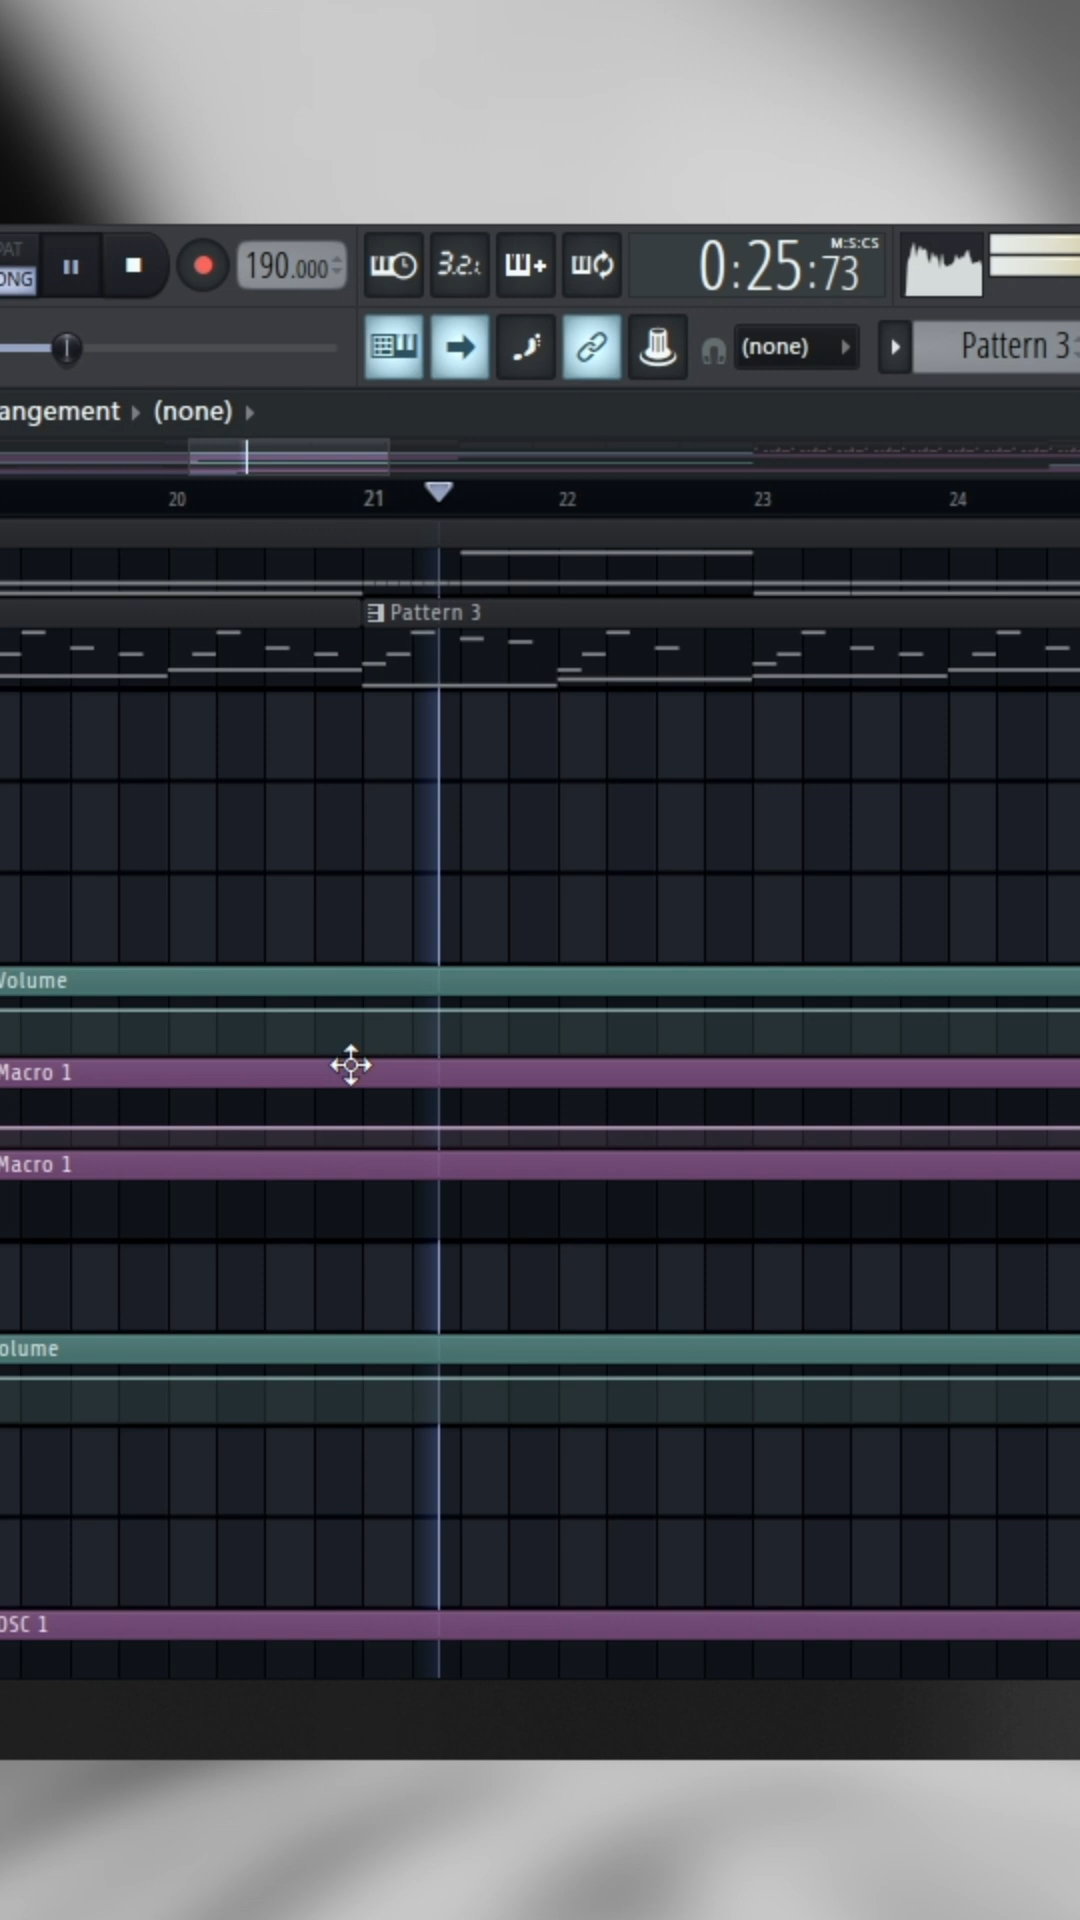 PAT
ONG
190.000
3.2.1
M:S:CS
0:25:73
(none)
Pattern 3
angement
(none)
20
21
22
23
24
Pattern 3
Volume
Macro 1
Macro 1
olume
OSC 1